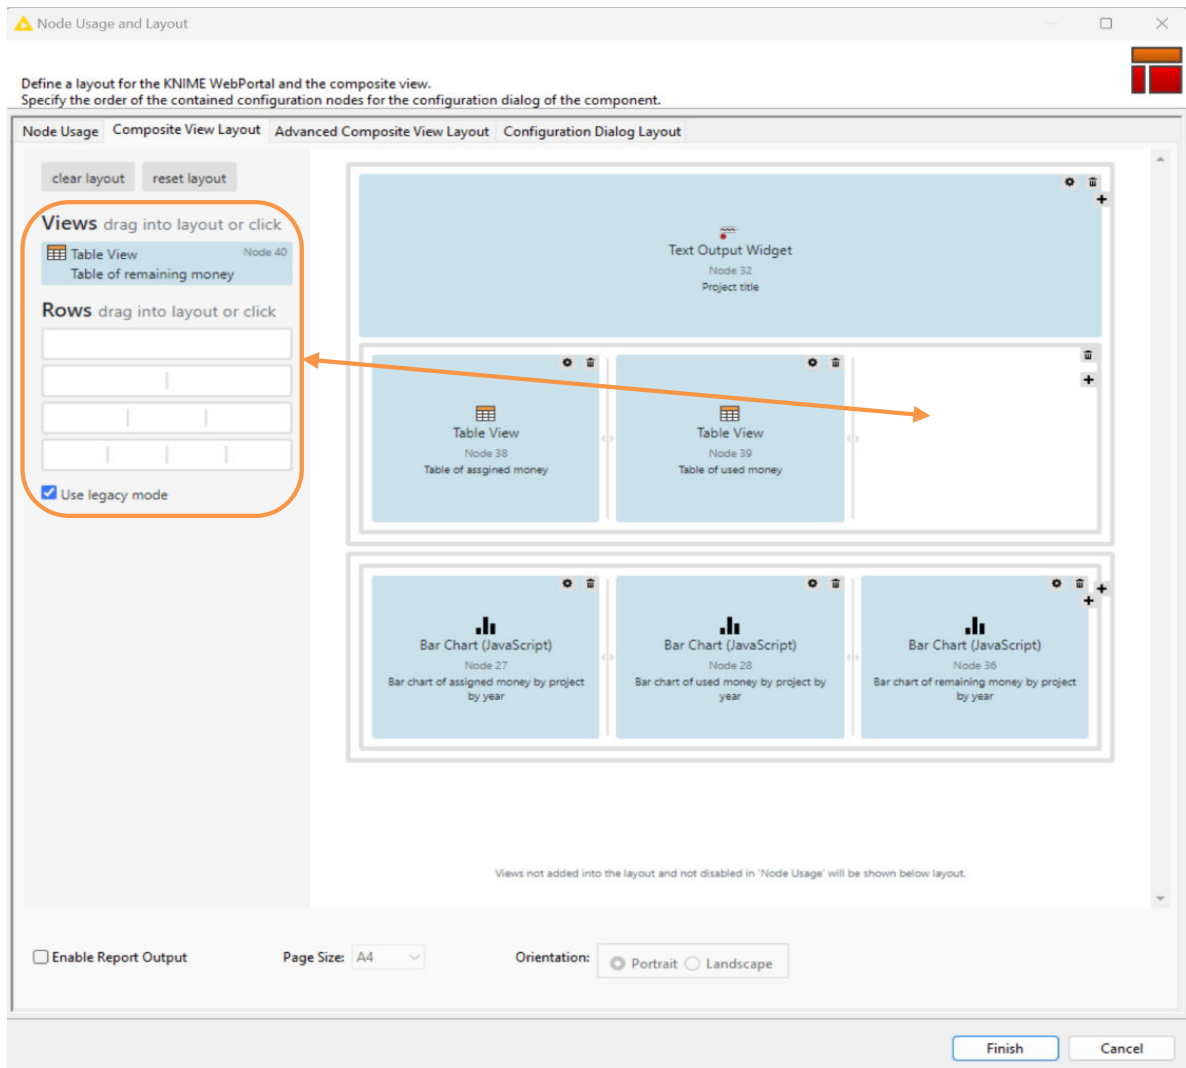 Node Usage and Layout
Define a layout for the KNIME WebPortal and the composite view.
Specify the order of the contained configuration nodes for the configuration dialog of the component.
Node Usage Composite View Layout Advanced Composite View Layout Configuration Dialog Layout
clear layout reset layout
Views drag into layout or click
Table View Node 40
Table of remaining money
Rows drag into layout or click
Use legacy mode
Text Output Widget
Node 32
Project title
Table View
Node 38
Table of assgined money
Table View
Node 39
Table of used money
Bar Chart (JavaScript)
Node 27
Bar chart of assigned money by project
by year
Bar Chart (JavaScript)
Node 28
Bar chart of used money by project by
year
Bar Chart (JavaScript)
Node 36
Bar chart of remaining money by project
by year
Views not added into the layout and not disabled in 'Node Usage' will be shown below layout.
Enable Report Output Page Size: A4 Orientation: Portrait Landscape
Finish Cancel